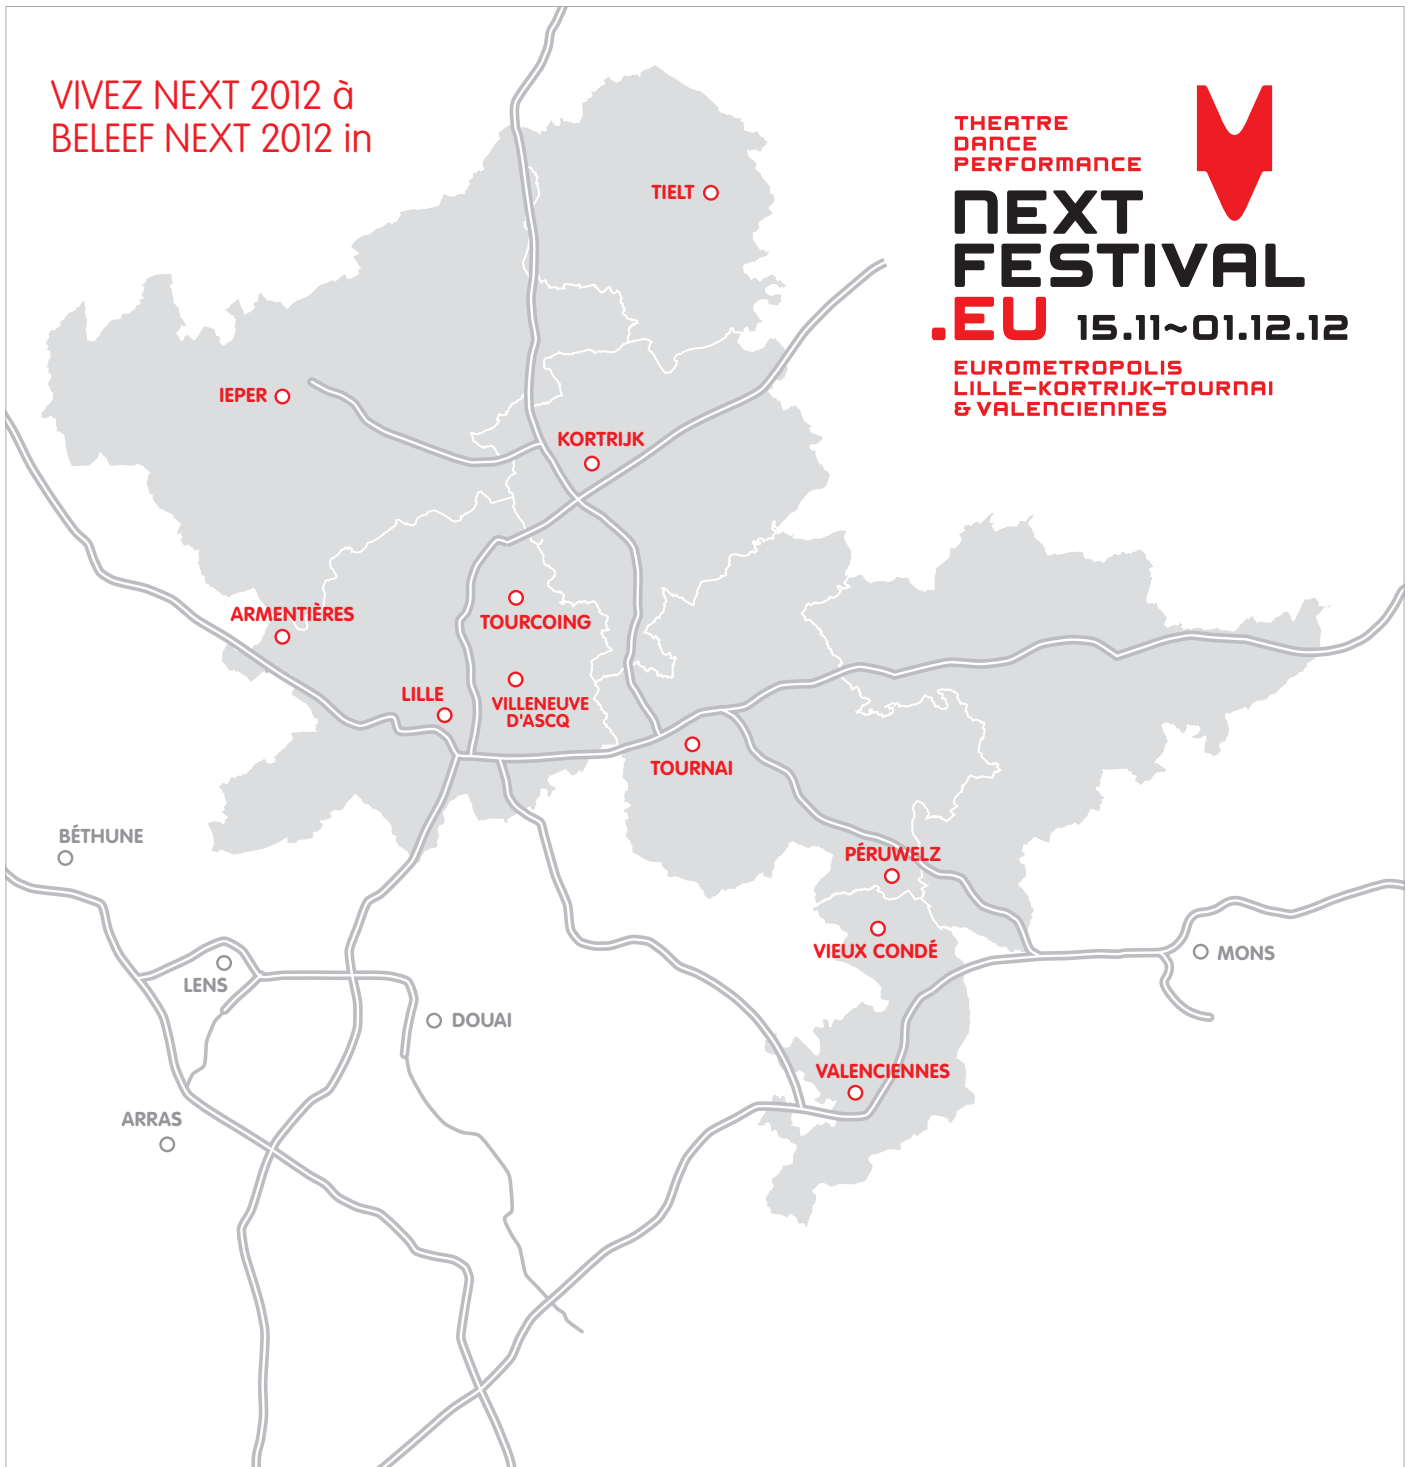 VIVEZ NEXT 2012 à
BELEEF NEXT 2012 in
THEATRE
DANCE
PERFORMANCE
NEXT
FESTIVAL
.EU 15.11~01.12.12
EUROMETROPOLIS
LILLE-KORTRIJK-TOURNAI
& VALENCIENNES
TIELT
IEPER
KORTRIJK
ARMENTIÈRES
TOURCOING
LILLE
VILLENEUVE
D'ASCQ
TOURNAI
BÉTHUNE
PÉRUWELZ
VIEUX CONDÉ
MONS
LENS
DOUAI
VALENCIENNES
ARRAS